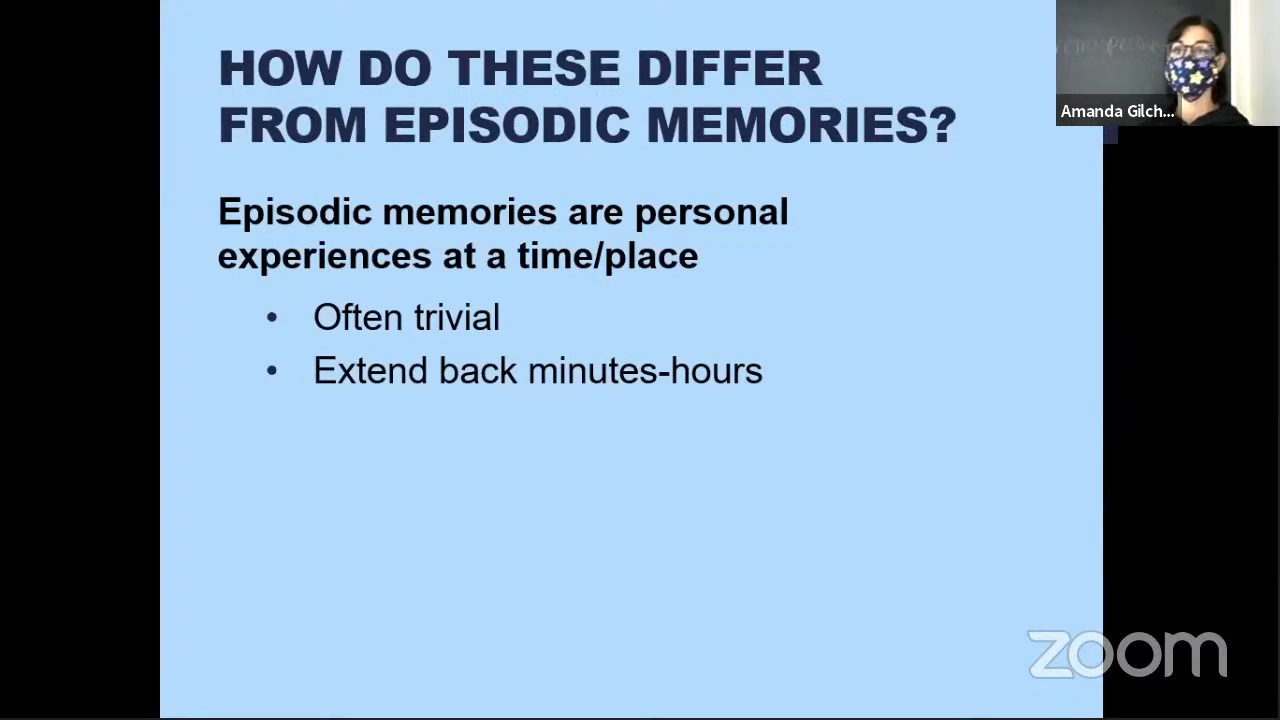 HOW DO THESE DIFFER
FROM EPISODIC MEMORIES?
Amanda Gilch...
Episodic memories are personal
experiences at a time/place
• Often trivial
• Extend back minutes-hours
zoom